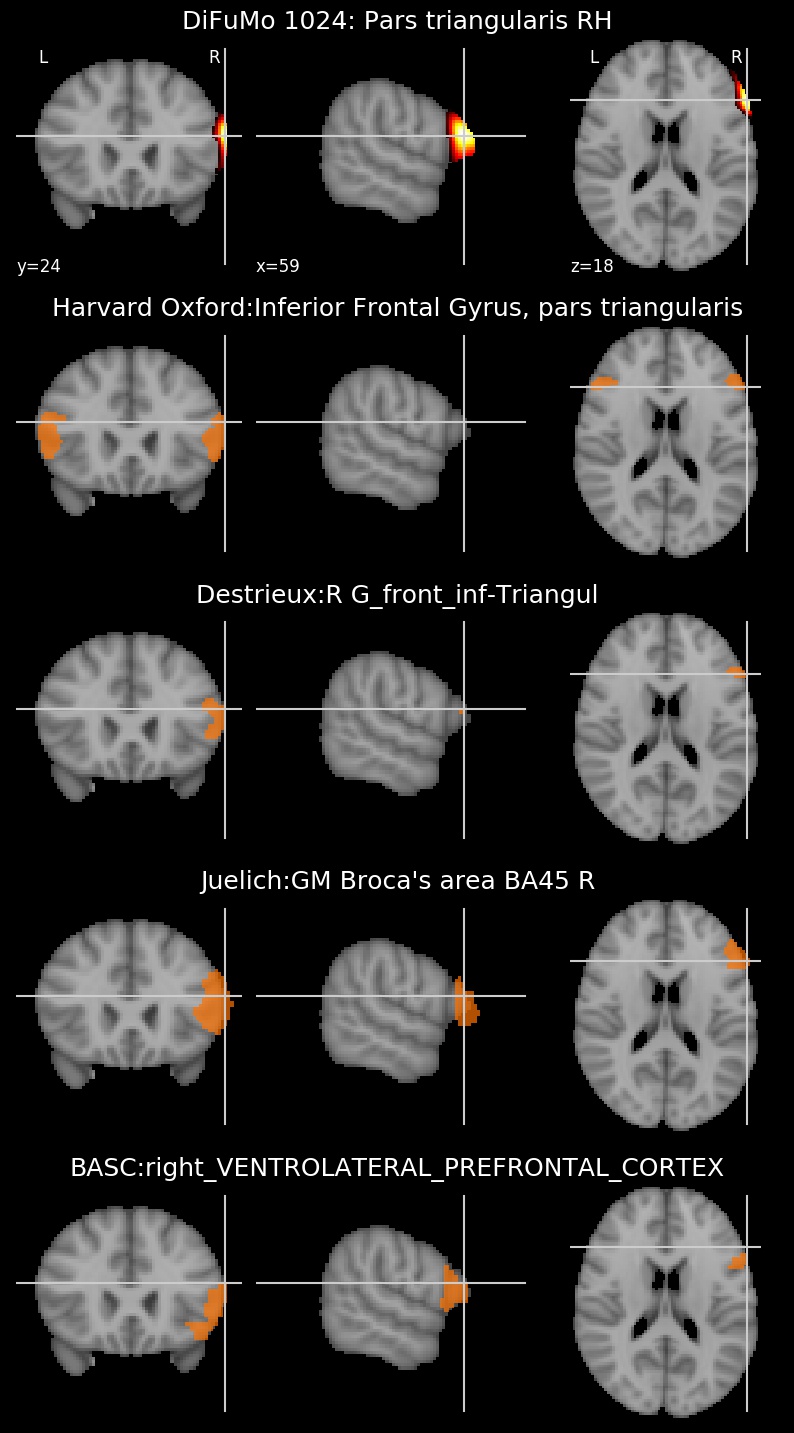 DiFuMo 1024: Pars triangularis RH
L R L R
y=24 x=59 z=18
Harvard Oxford:Inferior Frontal Gyrus, pars triangularis
Destrieux:R G_front_inf-Triangul
Juelich:GM Broca's area BA45 R
BASC:right_VENTROLATERAL_PREFRONTAL_CORTEX